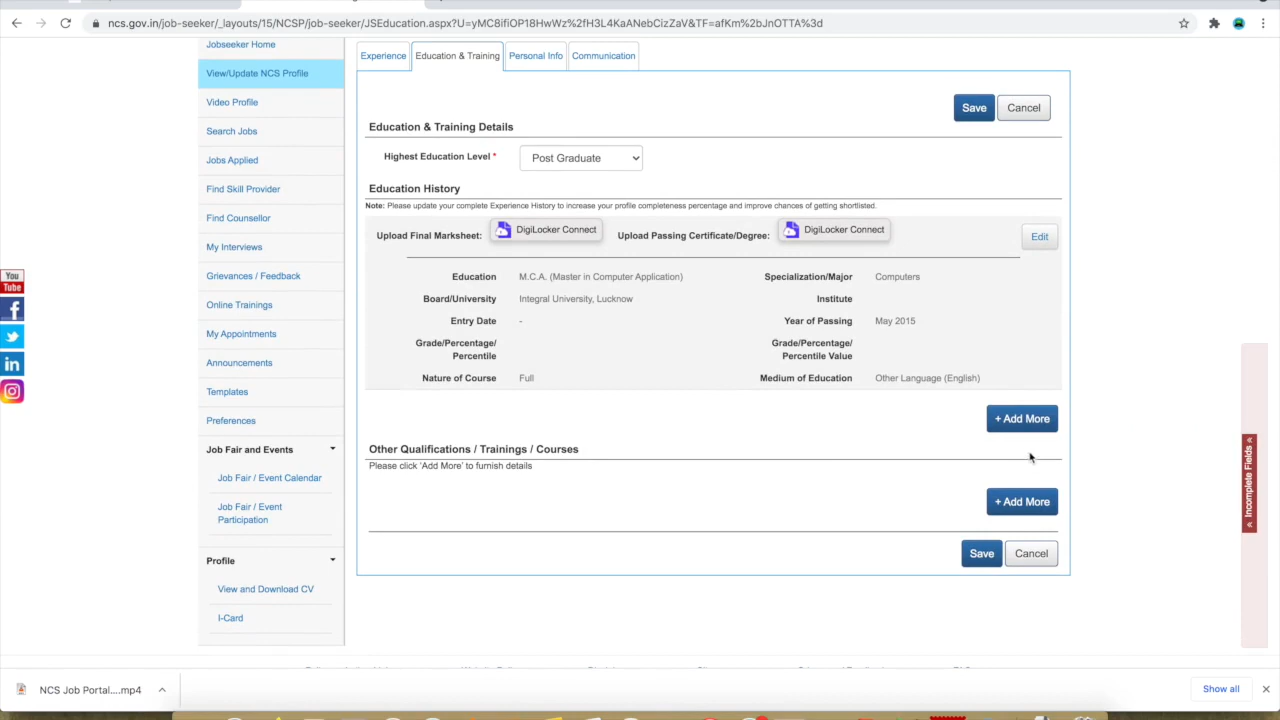 ncs.gov.in/job-seeker/_layouts/15/NCSP/job-seeker/JSEducation.aspx?U=yMC8ifiOP18HwWz%2fH3L4KaANebCizZaV&TF=afKm%2bJnOTTA%3d
Jobseeker Home
View/Update NCS Profile
Video Profile
Search Jobs
Jobs Applied
Find Skill Provider
Find Counsellor
My Interviews
Grievances / Feedback
Online Trainings
My Appointments
Announcements
Templates
Preferences
Job Fair and Events
Job Fair / Event Calendar
Job Fair / Event
Participation
Profile
View and Download CV
I-Card
You
Tube
Experience Education & Training Personal Info Communication
Save Cancel
Education & Training Details
Highest Education Level * Post Graduate
Education History
Note: Please update your complete Experience History to increase your profile completeness percentage and improve chances of getting shortlisted.
Upload Final Marksheet: DigiLocker Connect Upload Passing Certificate/Degree: DigiLocker Connect Edit
Education M.C.A. (Master in Computer Application) Specialization/Major Computers
Board/University Integral University, Lucknow Institute
Entry Date - Year of Passing May 2015
Grade/Percentage/ Grade/Percentage/
Percentile Percentile Value
Nature of Course Full Medium of Education Other Language (English)
+ Add More
Other Qualifications / Trainings / Courses
Please click 'Add More' to furnish details
+ Add More
Save Cancel
« Incomplete Fields »
NCS Job Portal....mp4 Show all